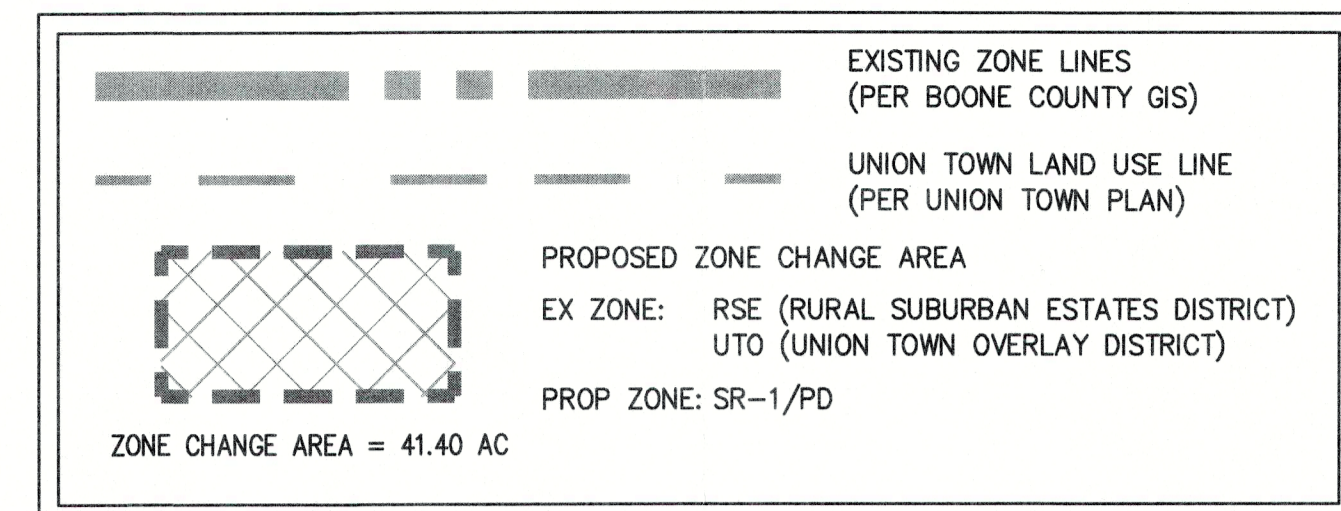 EXISTING ZONE LINES
(PER BOONE COUNTY GIS)
UNION TOWN LAND USE LINE
(PER UNION TOWN PLAN)
PROPOSED ZONE CHANGE AREA
EX ZONE: RSE (RURAL SUBURBAN ESTATES DISTRICT)
UTO (UNION TOWN OVERLAY DISTRICT)
PROP ZONE: SR-1/PD
ZONE CHANGE AREA = 41.40 AC